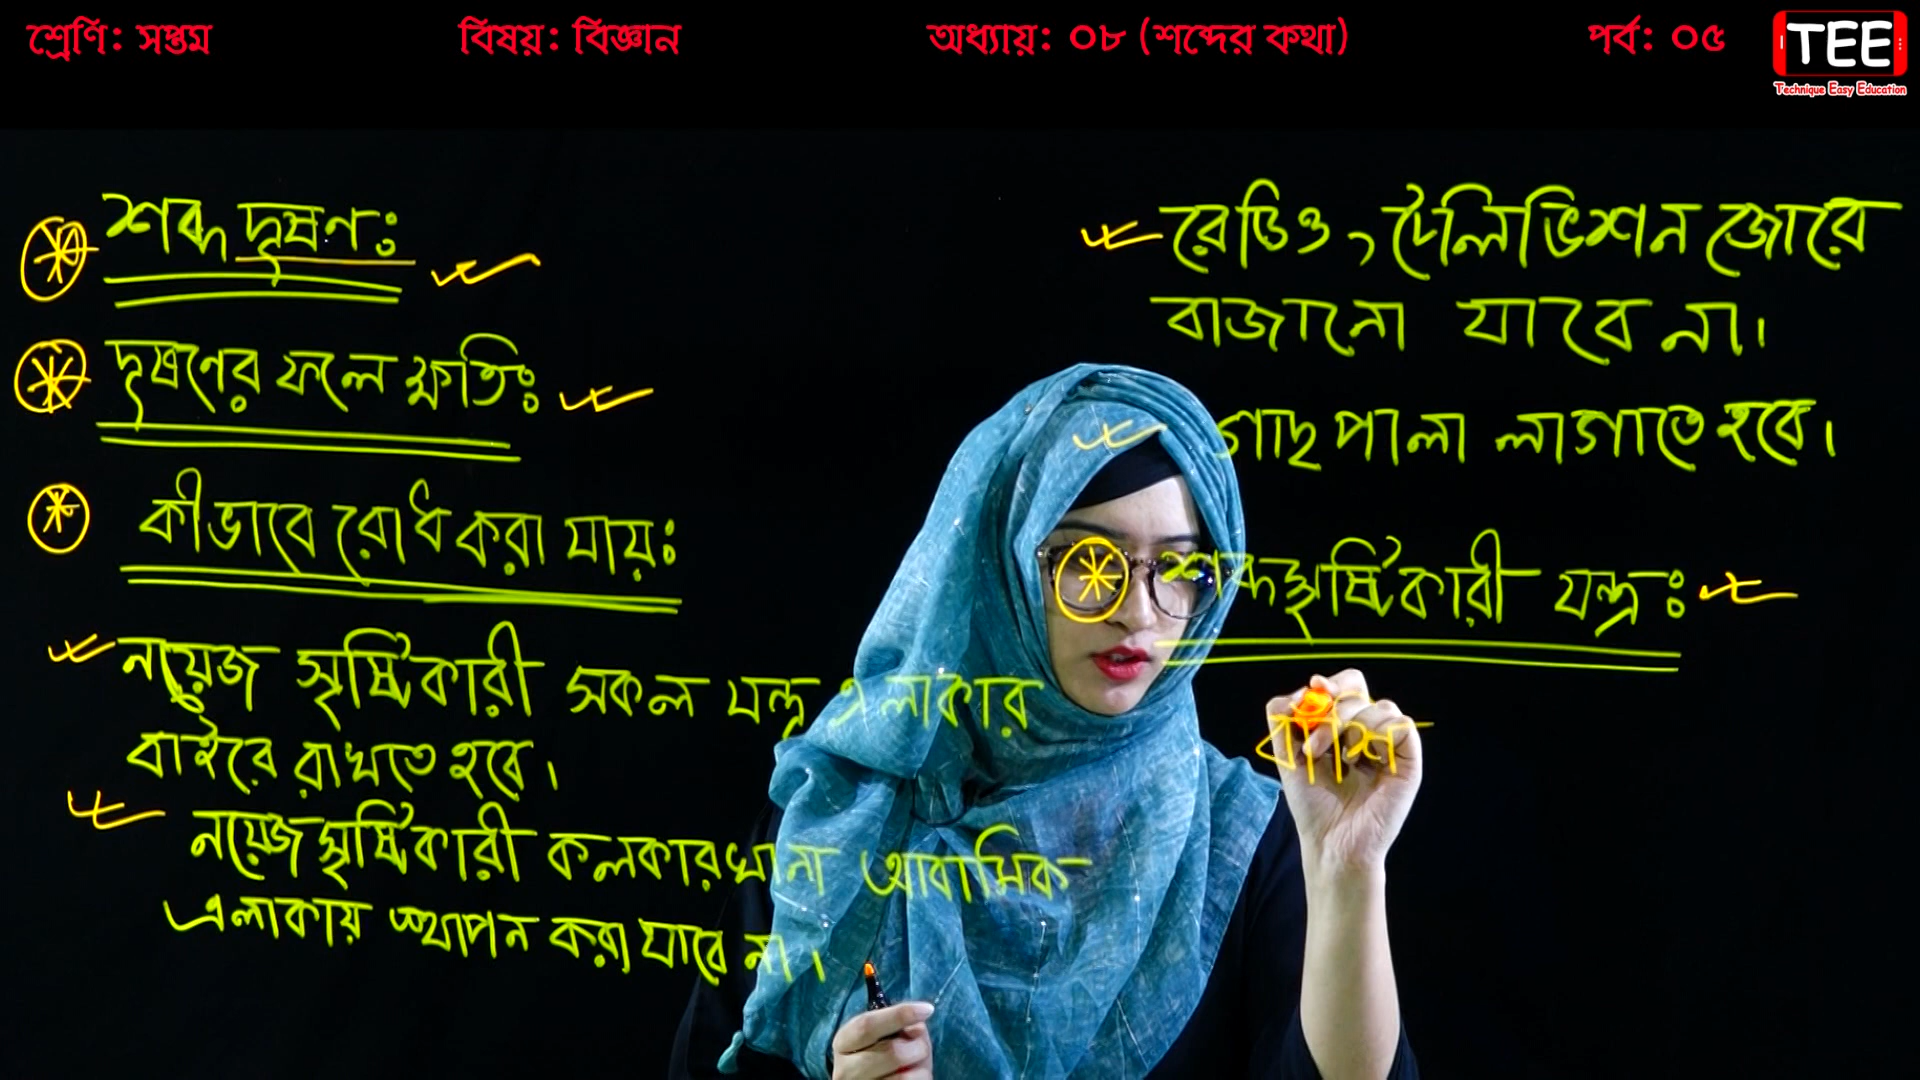 শ্রেণি: সপ্তম
বিষয়: বিজ্ঞান
অধ্যায়: ০৮ (শব্দের কথা)
পর্ব: ০৫
TEE
Technique Easy Education
শব্দ দূষণঃ
দূষণের ফলে ক্ষতিঃ
কীভাবে রোধ করা যায়ঃ
নয়েজ সৃষ্টিকারী সকল যন্ত্র এলাকার
বাইরে রাখতে হবে।
নয়েজ সৃষ্টিকারী কলকারখানা আবাসিক
এলাকায় স্থাপন করা যাবে না।
রেডিও, টেলিভিশন জোরে
বাজানো যাবে না।
গাছপালা লাগাতে হবে।
শব্দসৃষ্টিকারী যন্ত্রঃ
বাঁশি